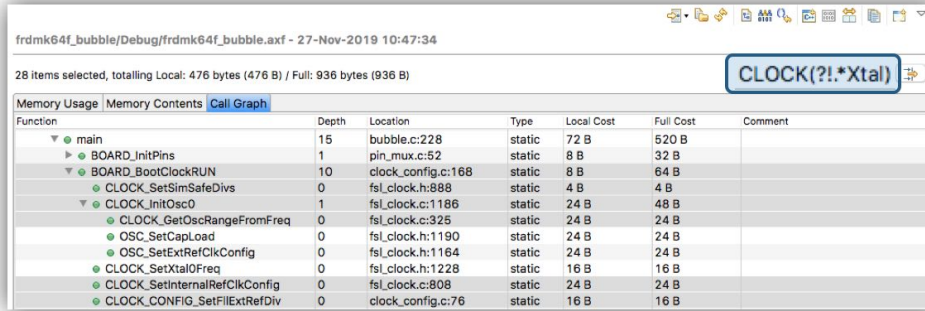 frdmk64f_bubble/Debug/frdmk64f_bubble.axf - 27-Nov-2019 10:47:34
28 items selected, totalling Local: 476 bytes (476 B) / Full: 936 bytes (936 B)
CLOCK(?!.*Xtal)
Memory Usage Memory Contents Call Graph
Function Depth Location Type Local Cost Full Cost Comment
main 15 bubble.c:228 static 72 B 520 B
BOARD_InitPins 1 pin_mux.c:52 static 8 B 32 B
BOARD_BootClockRUN 10 clock_config.c:168 static 8 B 64 B
CLOCK_SetSimSafeDivs 0 fsl_clock.h:888 static 4 B 4 B
CLOCK_InitOsc0 1 fsl_clock.c:1186 static 24 B 48 B
CLOCK_GetOscRangeFromFreq 0 fsl_clock.c:325 static 24 B 24 B
OSC_SetCapLoad 0 fsl_clock.h:1190 static 24 B 24 B
OSC_SetExtRefClkConfig 0 fsl_clock.h:1164 static 24 B 24 B
CLOCK_SetXtal0Freq 0 fsl_clock.h:1228 static 16 B 16 B
CLOCK_SetInternalRefClkConfig 0 fsl_clock.c:808 static 24 B 24 B
CLOCK_CONFIG_SetFllExtRefDiv 0 clock_config.c:76 static 16 B 16 B